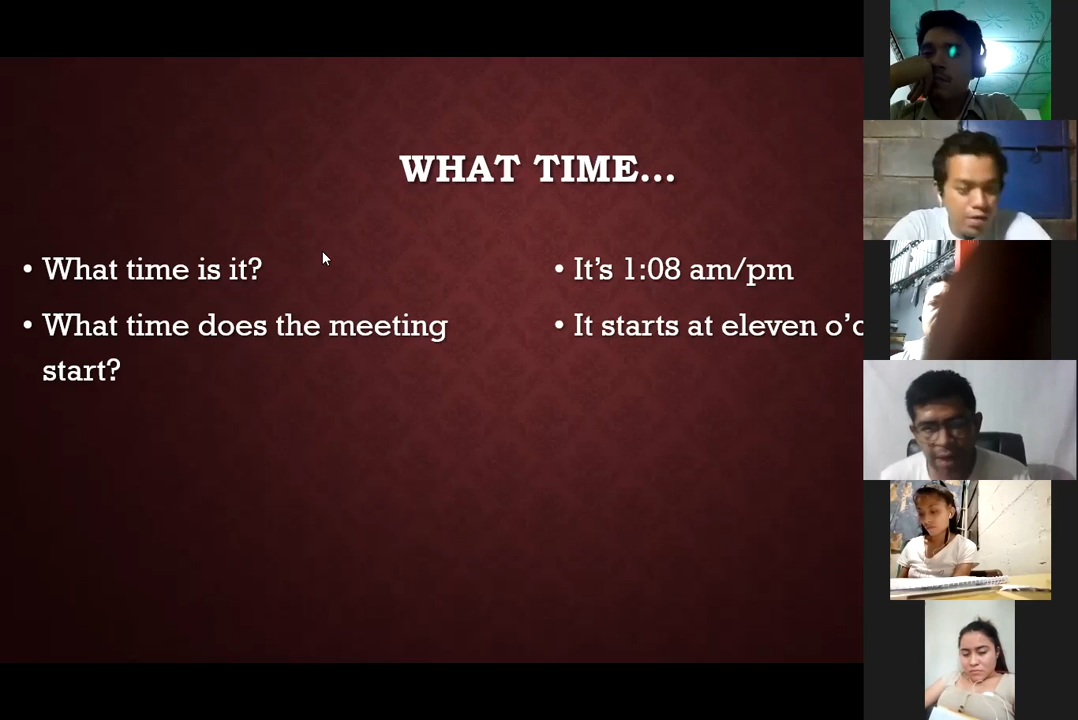 WHAT TIME...
• What time is it?
• What time does the meeting
start?
• It's 1:08 am/pm
• It starts at eleven